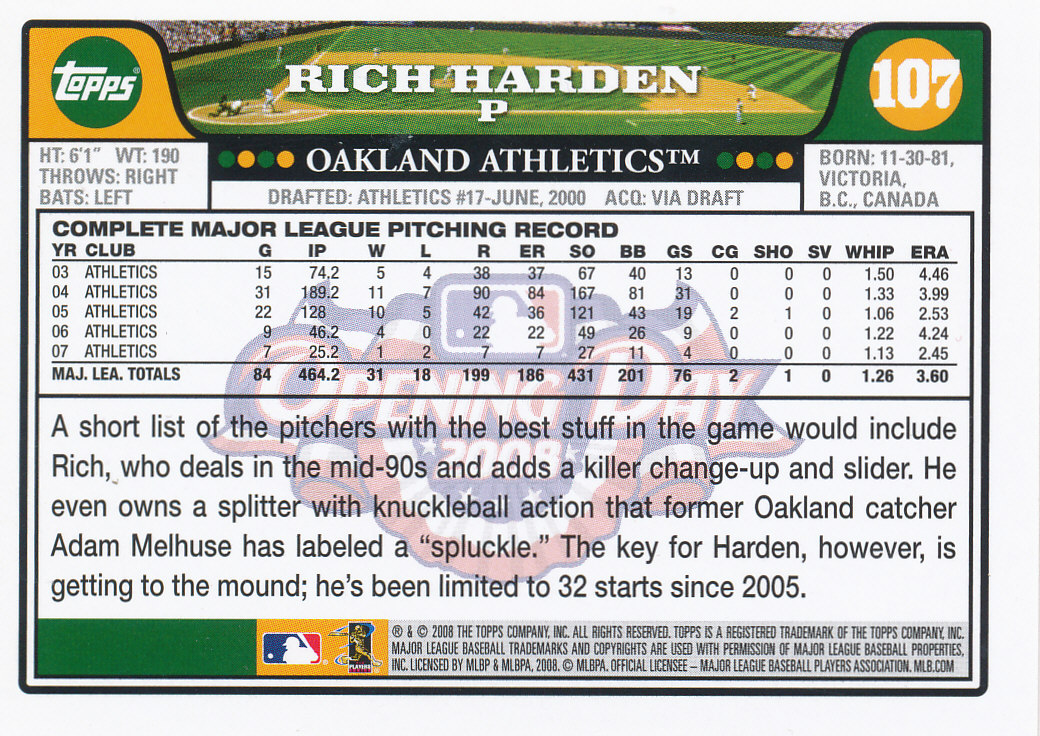 topps®
RICH HARDEN
P
107
HT: 6'1" WT: 190
THROWS: RIGHT
BATS: LEFT
OAKLAND ATHLETICS™
DRAFTED: ATHLETICS #17-JUNE, 2000 ACQ: VIA DRAFT
BORN: 11-30-81,
VICTORIA,
B.C., CANADA
COMPLETE MAJOR LEAGUE PITCHING RECORD
YR CLUB G IP W L R ER SO BB GS CG SHO SV WHIP ERA
03 ATHLETICS 15 74.2 5 4 38 37 67 40 13 0 0 0 1.50 4.46
04 ATHLETICS 31 189.2 11 7 90 84 167 81 31 0 0 0 1.33 3.99
05 ATHLETICS 22 128 10 5 42 36 121 43 19 2 1 0 1.06 2.53
06 ATHLETICS 9 46.2 4 0 22 22 49 26 9 0 0 0 1.22 4.24
07 ATHLETICS 7 25.2 1 2 7 7 27 11 4 0 0 0 1.13 2.45
MAJ. LEA. TOTALS 84 464.2 31 18 199 186 431 201 76 2 1 0 1.26 3.60
OPENING DAY
2008
A short list of the pitchers with the best stuff in the game would include
Rich, who deals in the mid-90s and adds a killer change-up and slider. He
even owns a splitter with knuckleball action that former Oakland catcher
Adam Melhuse has labeled a “spluckle.” The key for Harden, however, is
getting to the mound; he’s been limited to 32 starts since 2005.
PLAYERS
® & © 2008 THE TOPPS COMPANY, INC. ALL RIGHTS RESERVED. TOPPS IS A REGISTERED TRADEMARK OF THE TOPPS COMPANY, INC.
MAJOR LEAGUE BASEBALL TRADEMARKS AND COPYRIGHTS ARE USED WITH PERMISSION OF MAJOR LEAGUE BASEBALL PROPERTIES,
INC. LICENSED BY MLBP & MLBPA, 2008. © MLBPA. OFFICIAL LICENSEE – MAJOR LEAGUE BASEBALL PLAYERS ASSOCIATION. MLB.COM